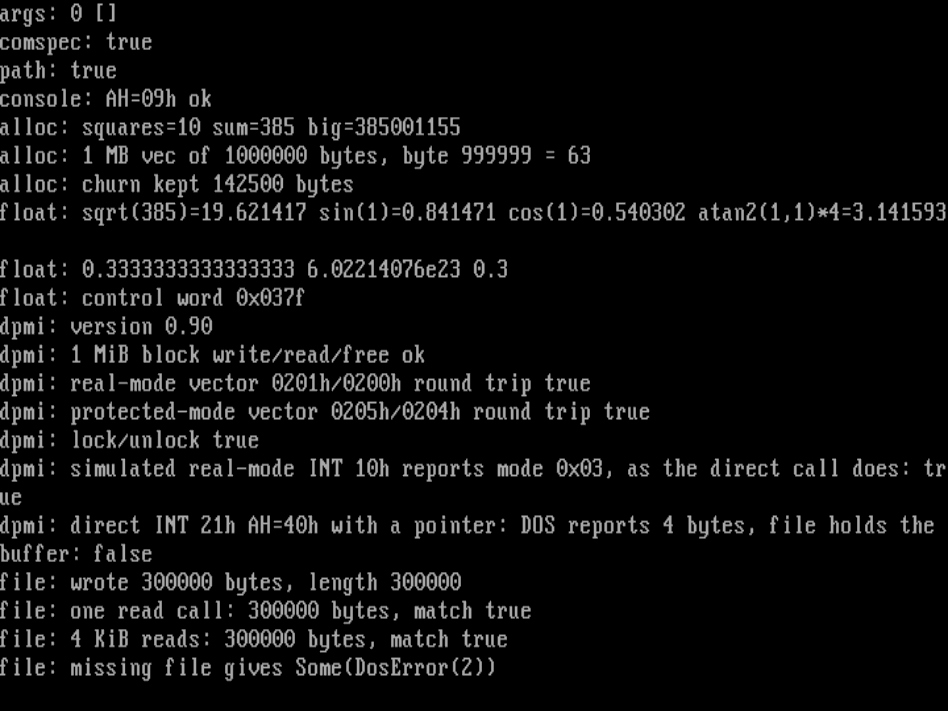 args: 0 []
comspec: true
path: true
console: AH=09h ok
alloc: squares=10 sum=385 big=385001155
alloc: 1 MB vec of 1000000 bytes, byte 999999 = 63
alloc: churn kept 142500 bytes
float: sqrt(385)=19.621417 sin(1)=0.841471 cos(1)=0.540302 atan2(1,1)*4=3.141593
float: 0.3333333333333333 6.02214076e23 0.3
float: control word 0x037f
dpmi: version 0.90
dpmi: 1 MiB block write/read/free ok
dpmi: real-mode vector 0201h/0200h round trip true
dpmi: protected-mode vector 0205h/0204h round trip true
dpmi: lock/unlock true
dpmi: simulated real-mode INT 10h reports mode 0x03, as the direct call does: tr
ue
dpmi: direct INT 21h AH=40h with a pointer: DOS reports 4 bytes, file holds the
buffer: false
file: wrote 300000 bytes, length 300000
file: one read call: 300000 bytes, match true
file: 4 KiB reads: 300000 bytes, match true
file: missing file gives Some(DosError(2))